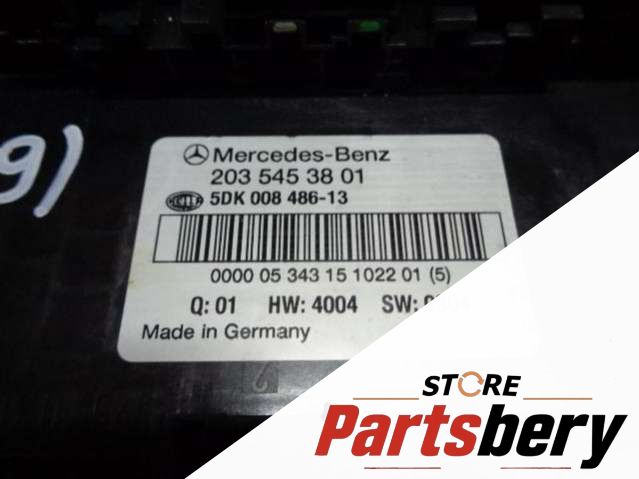 9)
Mercedes-Benz
203 545 38 01
HELLA 5DK 008 486-13
0000 05 343 15 1022 01 (5)
Q: 01 HW: 4004 SW:
Made in Germany
STORE
Partsbery